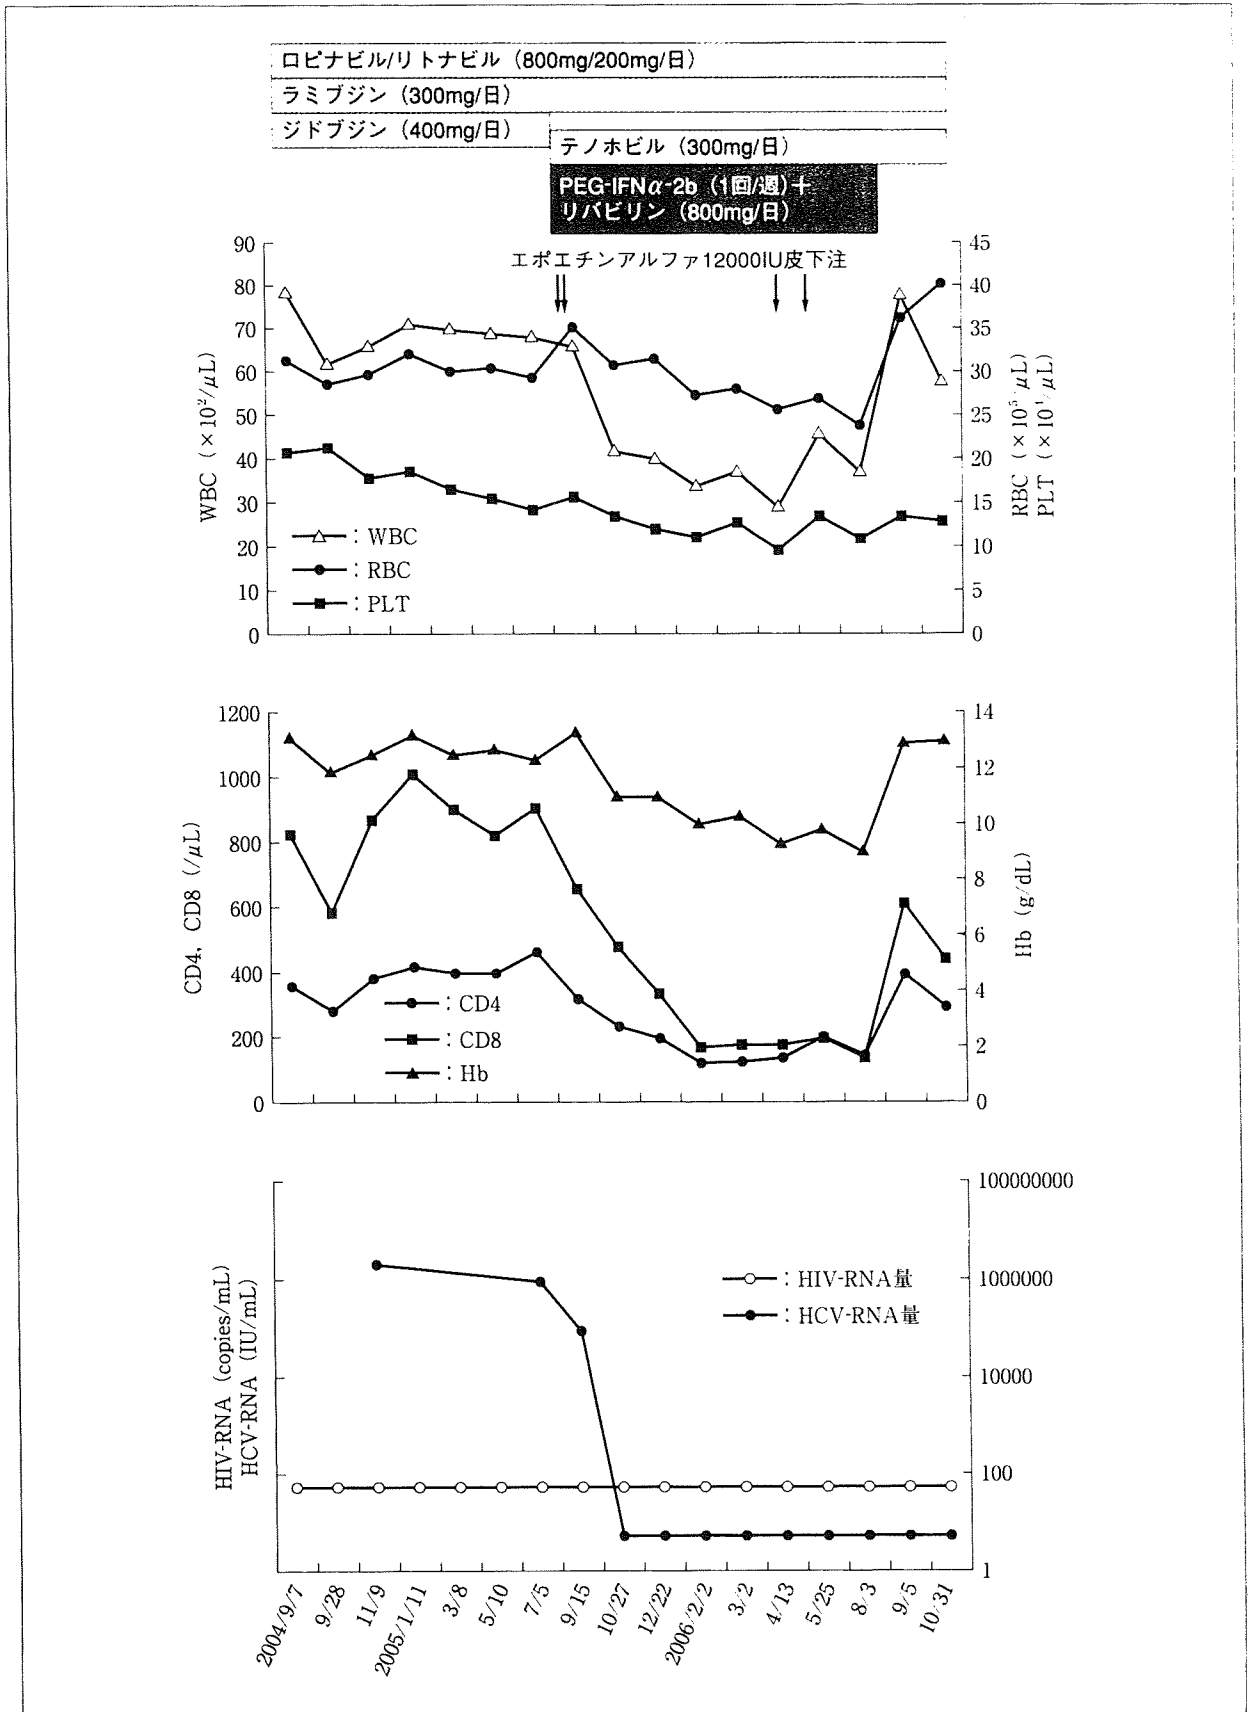 ロピナビル/リトナビル（800mg/200mg/日）
ラミブジン（300mg/日）
ジドブジン（400mg/日）
テノホビル（300mg/日）
PEG-IFNα-2b（1回/週）＋
リバビリン（800mg/日）
エポエチンアルファ12000IU皮下注
90
80
70
60
50
40
30
20
10
0
WBC（×10²/μL）
45
40
35
30
25
20
15
10
5
0
RBC（×10⁵/μL）
PLT（×10⁴/μL）
：WBC
：RBC
：PLT
1200
1000
800
600
400
200
0
CD4，CD8（/μL）
14
12
10
8
6
4
2
0
Hb（g/dL）
：CD4
：CD8
：Hb
HIV-RNA（copies/mL）
HCV-RNA（IU/mL）
100000000
1000000
10000
100
1
：HIV-RNA量
：HCV-RNA量
2004/9/7
9/28
11/9
2005/1/11
3/8
5/10
7/5
9/15
10/27
12/22
2006/2/2
3/2
4/13
5/25
8/3
9/5
10/31